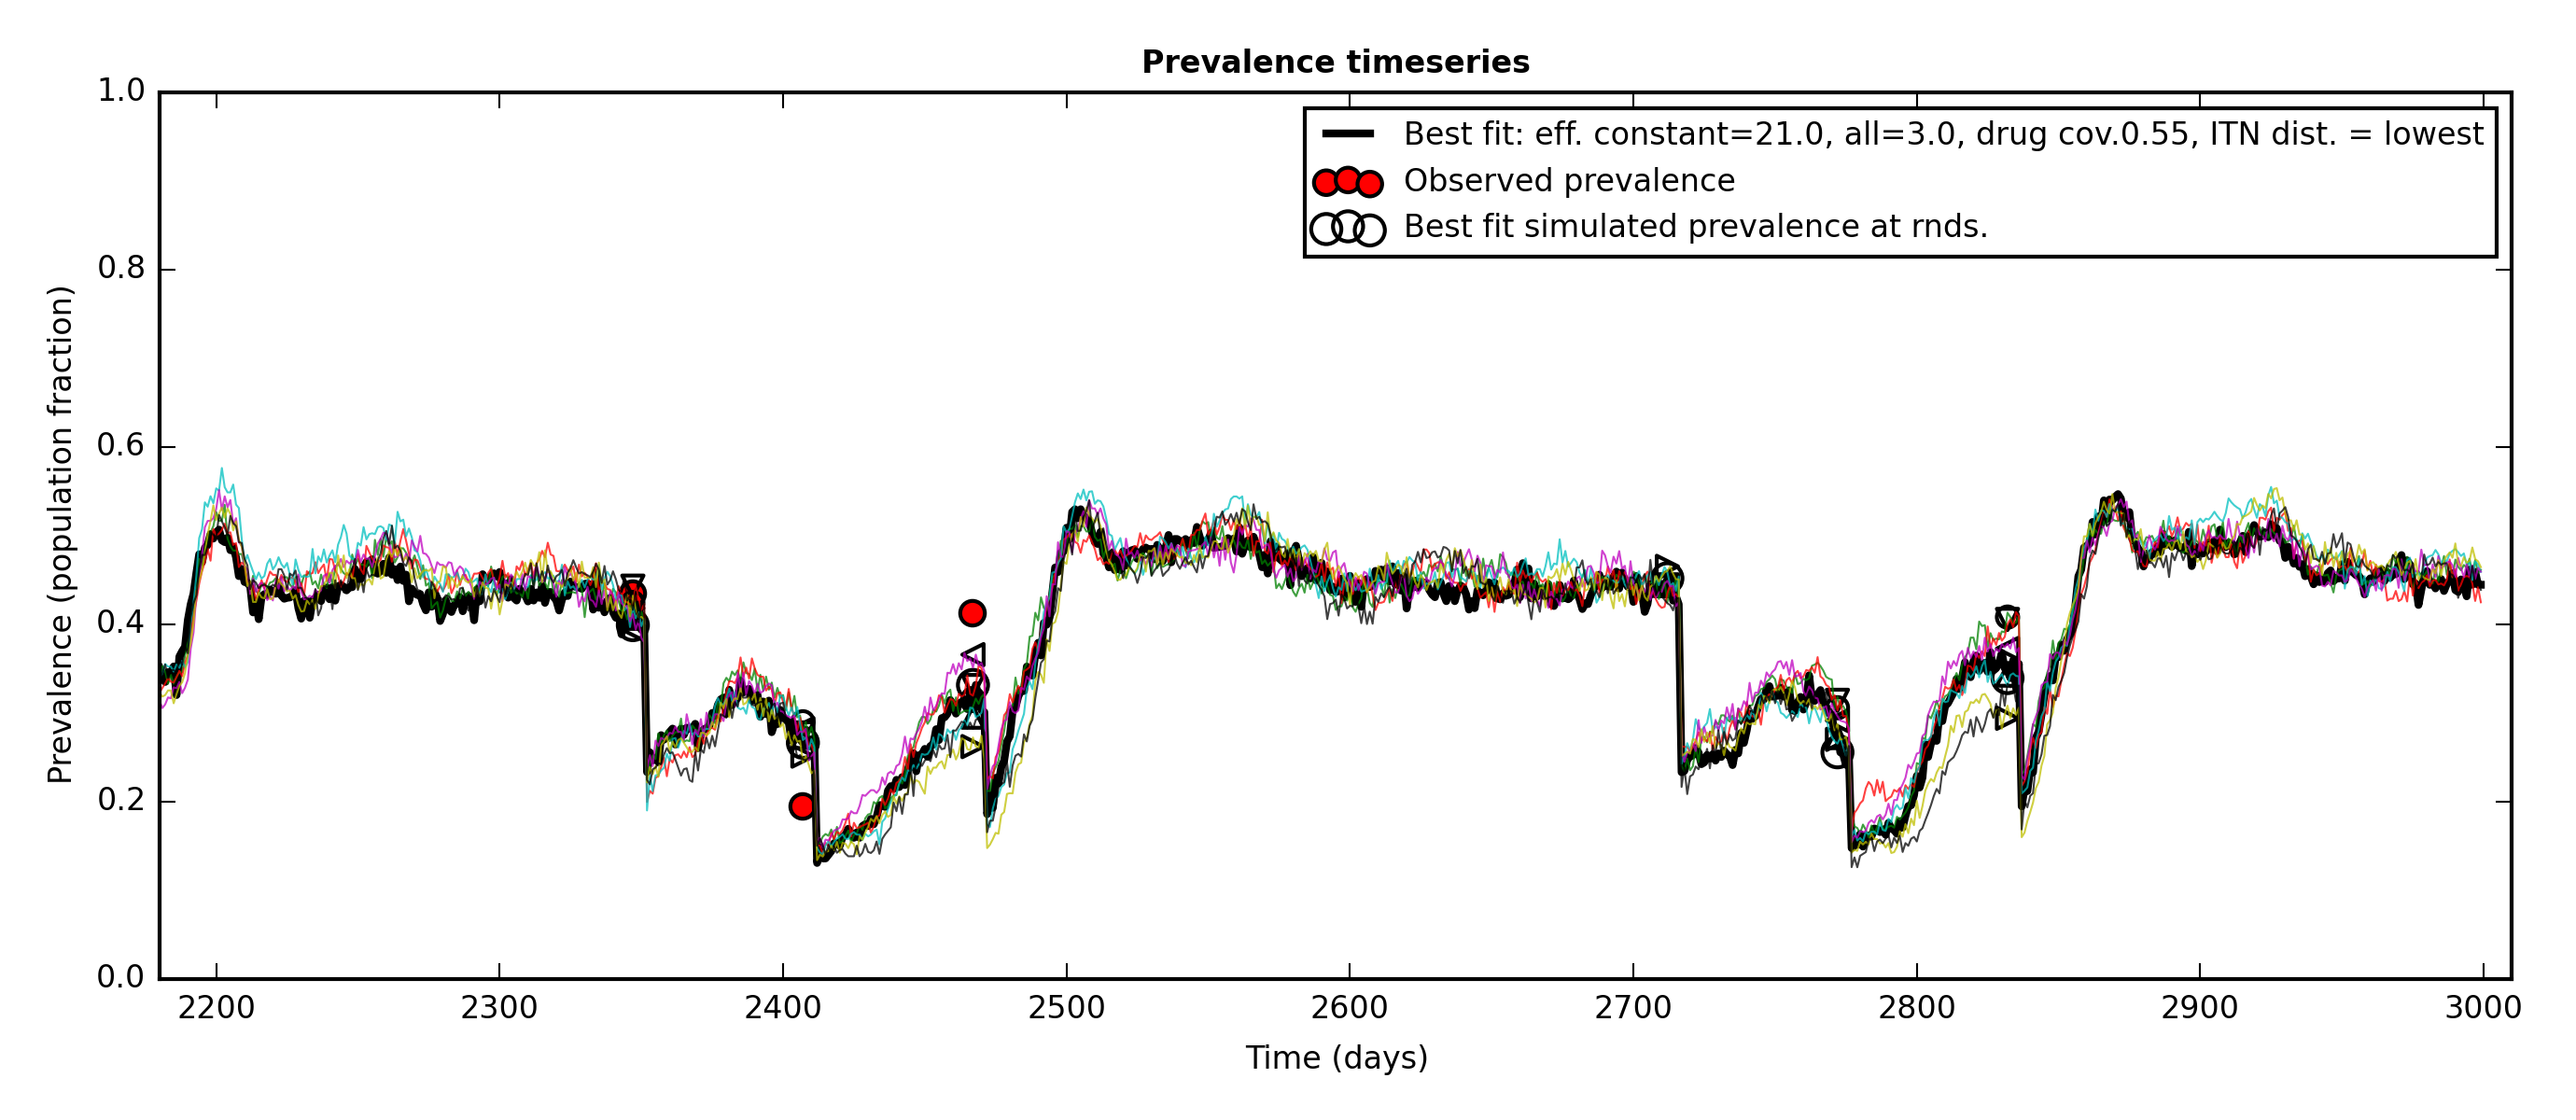 Prevalence timeseries
1.0
0.8
0.6
0.4
0.2
0.0
Prevalence (population fraction)
Best fit: eff. constant=21.0, all=3.0, drug cov.0.55, ITN dist. = lowest
Observed prevalence
Best fit simulated prevalence at rnds.
2200 2300 2400 2500 2600 2700 2800 2900 3000
Time (days)